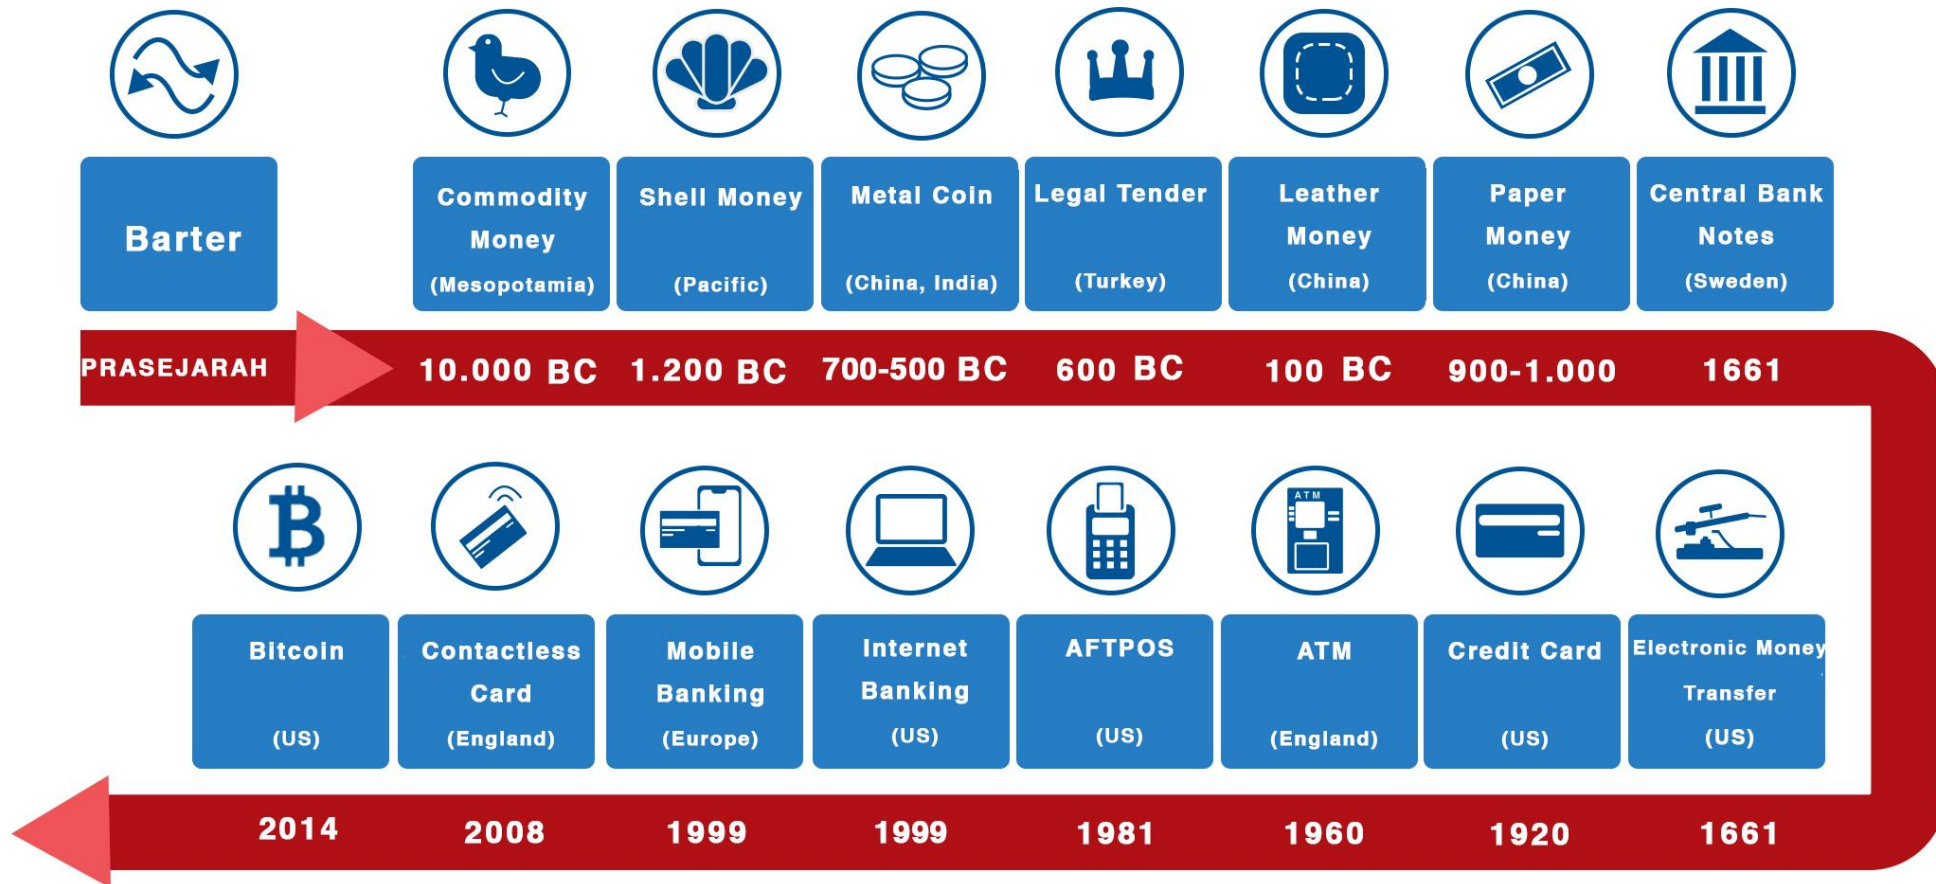 Barter
Commodity
Money
(Mesopotamia)
Shell Money
(Pacific)
Metal Coin
(China, India)
Legal Tender
(Turkey)
Leather
Money
(China)
Paper
Money
(China)
Central Bank
Notes
(Sweden)
PRASEJARAH
10.000 BC
1.200 BC
700-500 BC
600 BC
100 BC
900-1.000
1661
ATM
Bitcoin
(US)
Contactless
Card
(England)
Mobile
Banking
(Europe)
Internet
Banking
(US)
AFTPOS
(US)
ATM
(England)
Credit Card
(US)
Electronic Money
Transfer
(US)
2014
2008
1999
1999
1981
1960
1920
1661